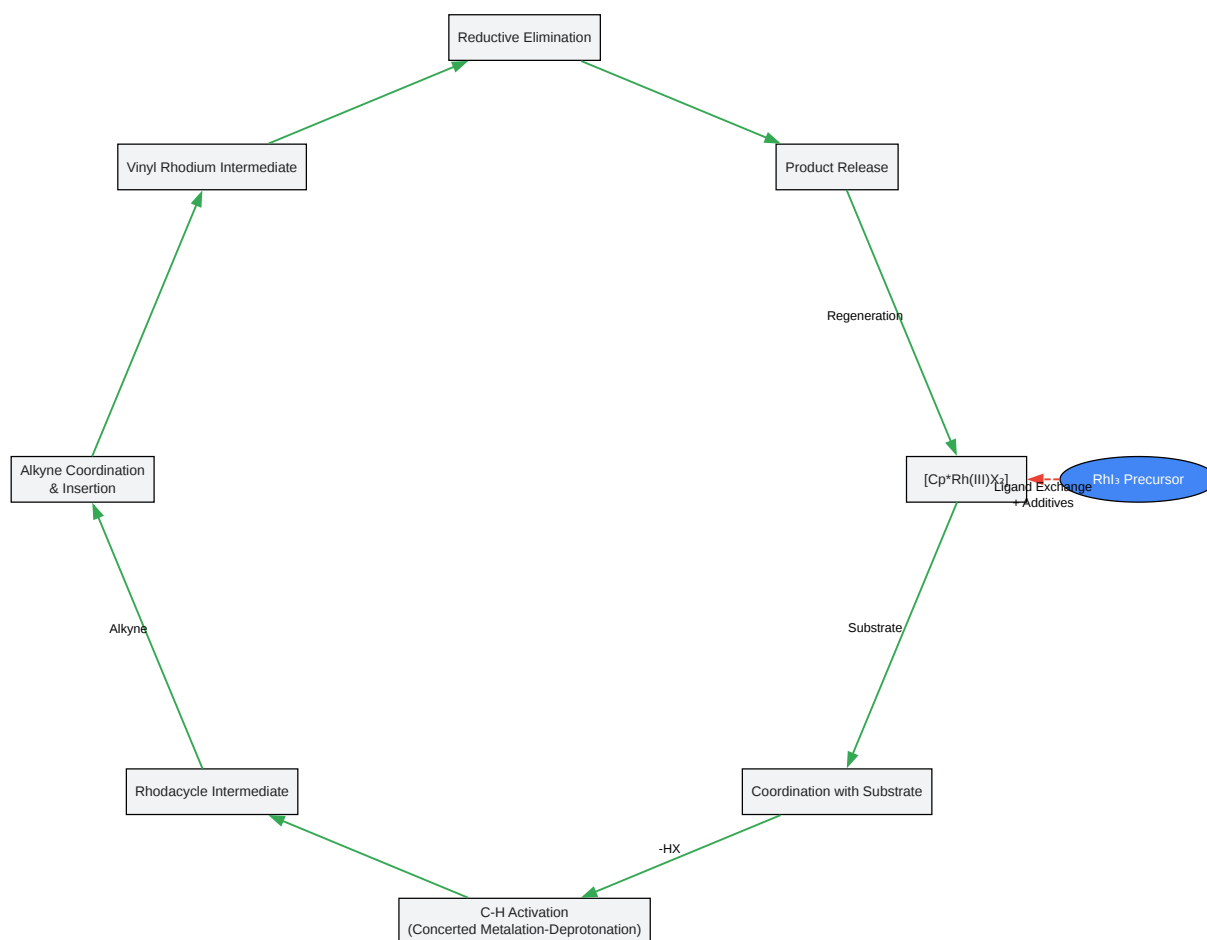 Reductive Elimination
Vinyl Rhodium Intermediate
Product Release
Regeneration
Alkyne Coordination
& Insertion
[Cp*Rh(III)X₂]
Ligand Exchange
+ Additives
RhI₃ Precursor
Alkyne
Substrate
Rhodacycle Intermediate
Coordination with Substrate
-HX
C-H Activation
(Concerted Metalation-Deprotonation)